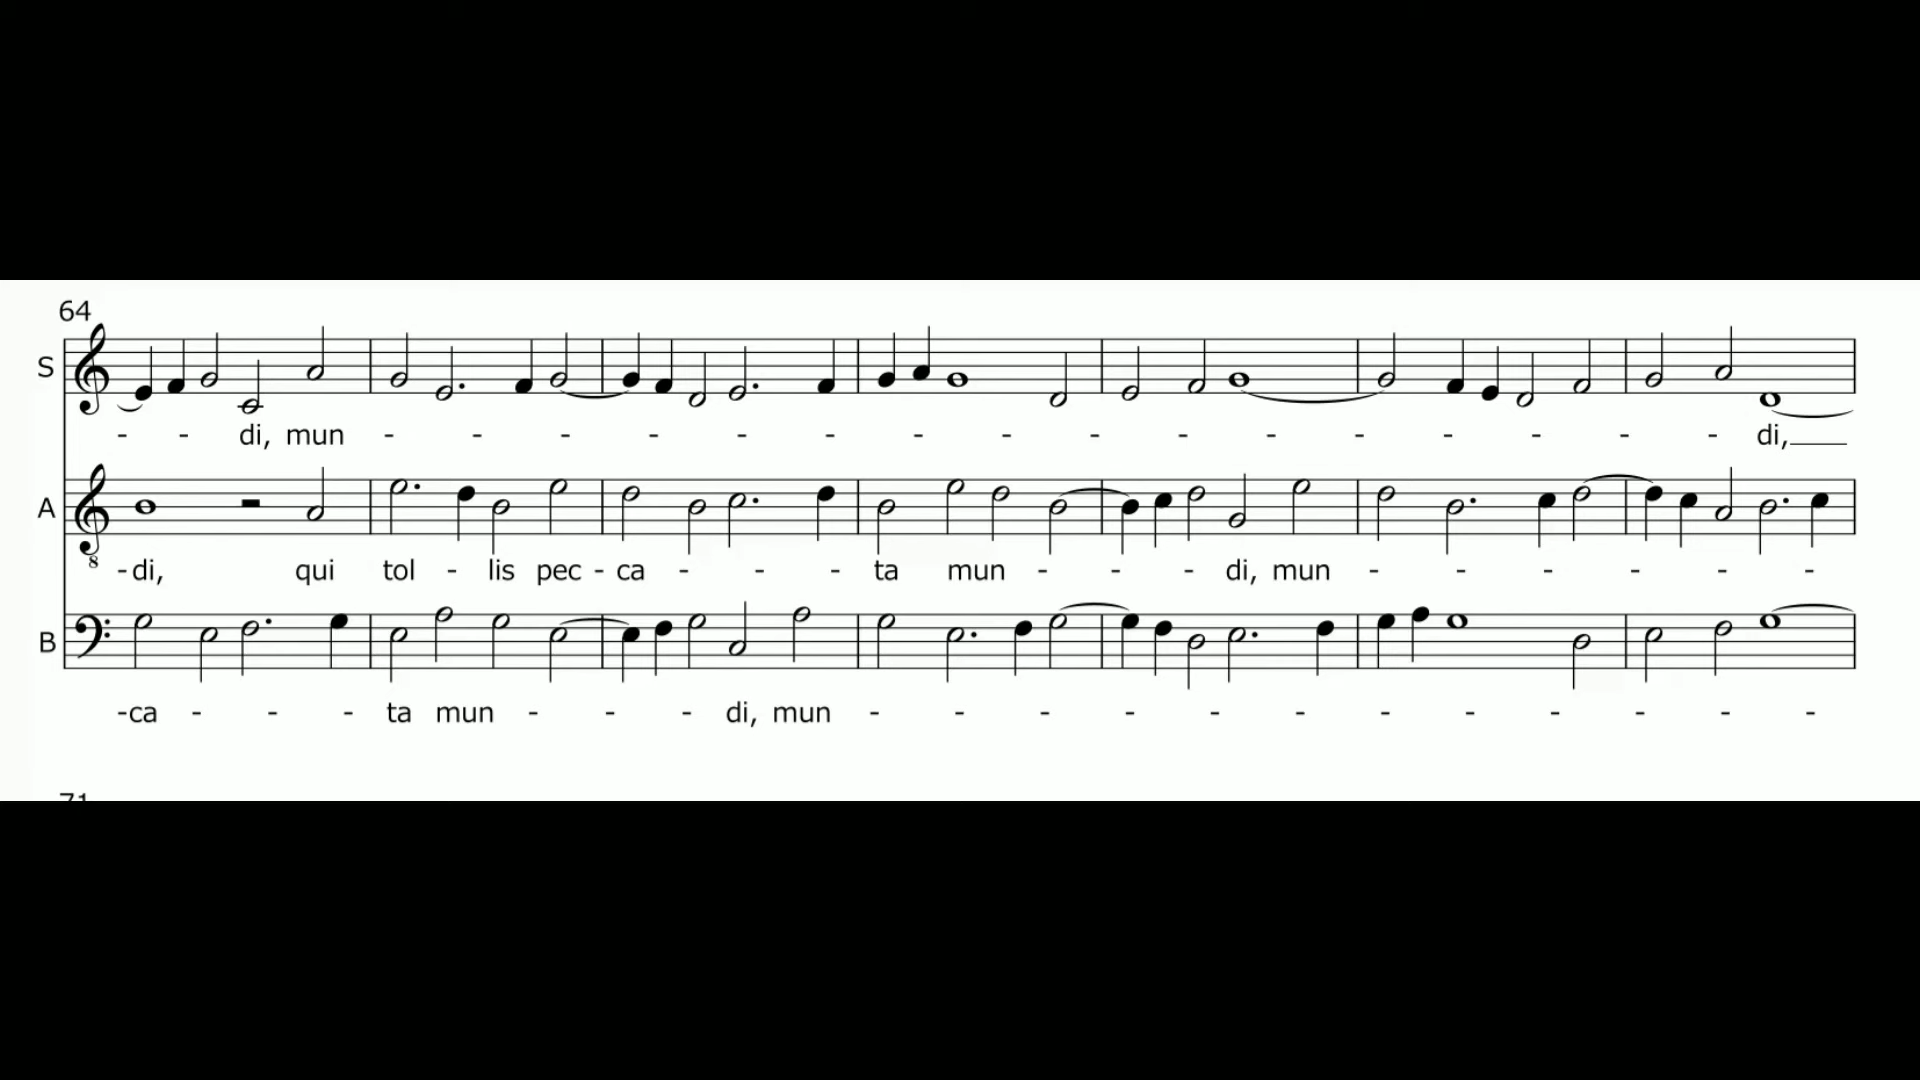 64
S
- - di, mun - - - - - - - - - - - - - - - - di,
A
8
-di, qui tol - lis pec - ca - - - ta mun - - - di, mun - - - - - -
B
-ca - - - ta mun - - - di, mun - - - - - - - - - - - -